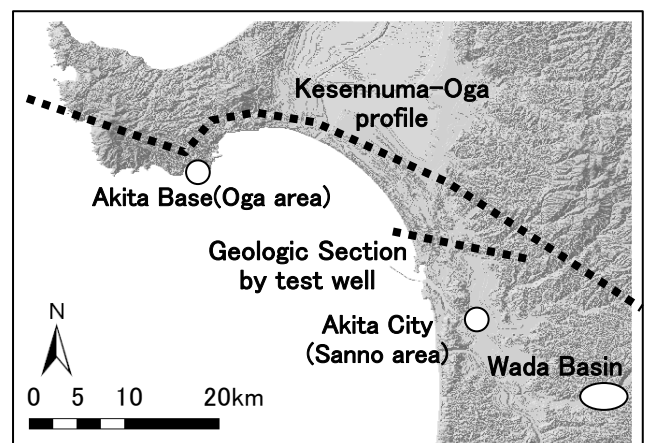 Kesennuma-Oga
profile
Akita Base(Oga area)
Geologic Section
by test well
Akita City
(Sanno area)
Wada Basin
N
0 5 10 20km